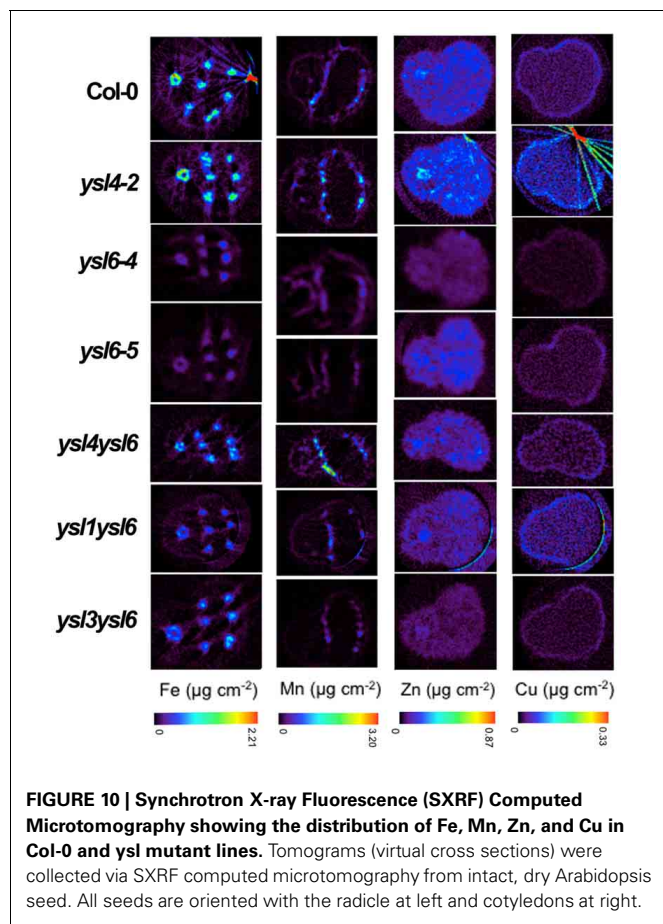 Col-0
ysl4-2
ysl6-4
ysl6-5
ysl4ysl6
ysl1ysl6
ysl3ysl6
Fe (µg cm-2) Mn (µg cm-2) Zn (µg cm-2) Cu (µg cm-2)
0 2.21 0 3.20 0 0.87 0 0.33
FIGURE 10 | Synchrotron X-ray Fluorescence (SXRF) Computed
Microtomography showing the distribution of Fe, Mn, Zn, and Cu in
Col-0 and ysl mutant lines. Tomograms (virtual cross sections) were
collected via SXRF computed microtomography from intact, dry Arabidopsis
seed. All seeds are oriented with the radicle at left and cotyledons at right.